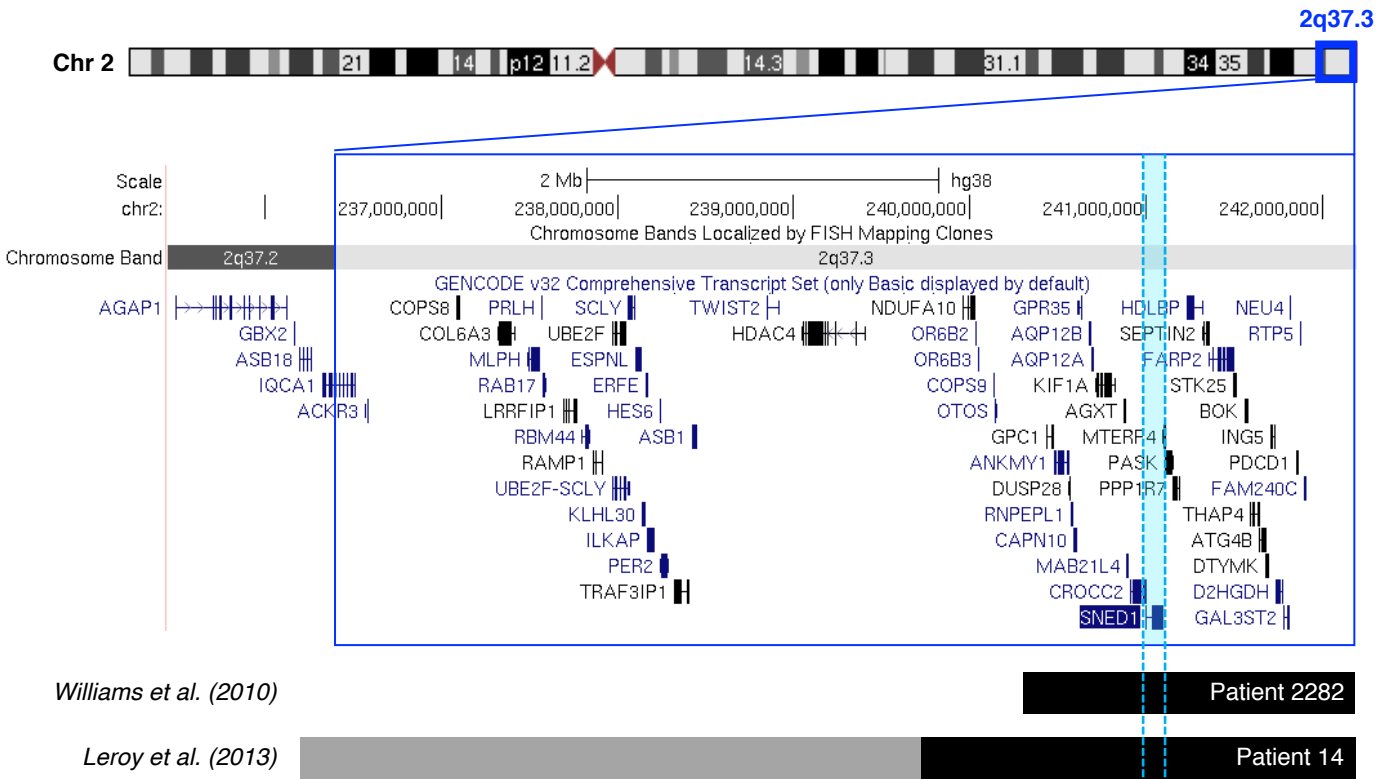 2q37.3
Chr 2 21 14 p12 11.2 14.3 31.1 34 35
Scale 2 Mb hg38
chr2: 237,000,000 238,000,000 239,000,000 240,000,000 241,000,000 242,000,000
Chromosome Bands Localized by FISH Mapping Clones
Chromosome Band 2q37.2 2q37.3
GENCODE v32 Comprehensive Transcript Set (only Basic displayed by default)
AGAP1 COPS8 PRLH SCLY TWIST2 NDUFA10 GPR35 HDLBP NEU4
GBX2 COL6A3 UBE2F HDAC4 OR6B2 AQP12B SEPTIN2 RTP5
ASB18 MLPH ESPNL OR6B3 AQP12A FARP2
IQCA1 RAB17 ERFE COPS9 KIF1A STK25
ACKR3 LRRFIP1 HES6 OTOS AGXT BOK
RBM44 ASB1 GPC1 MTERF4 ING5
RAMP1 ANKMY1 PASK PDCD1
UBE2F-SCLY DUSP28 PPP1R7 FAM240C
KLHL30 RNPEPL1 THAP4
ILKAP CAPN10 ATG4B
PER2 MAB21L4 DTYMK
TRAF3IP1 CROCC2 D2HGDH
SNED1 GAL3ST2
Williams et al. (2010) Patient 2282
Leroy et al. (2013) Patient 14